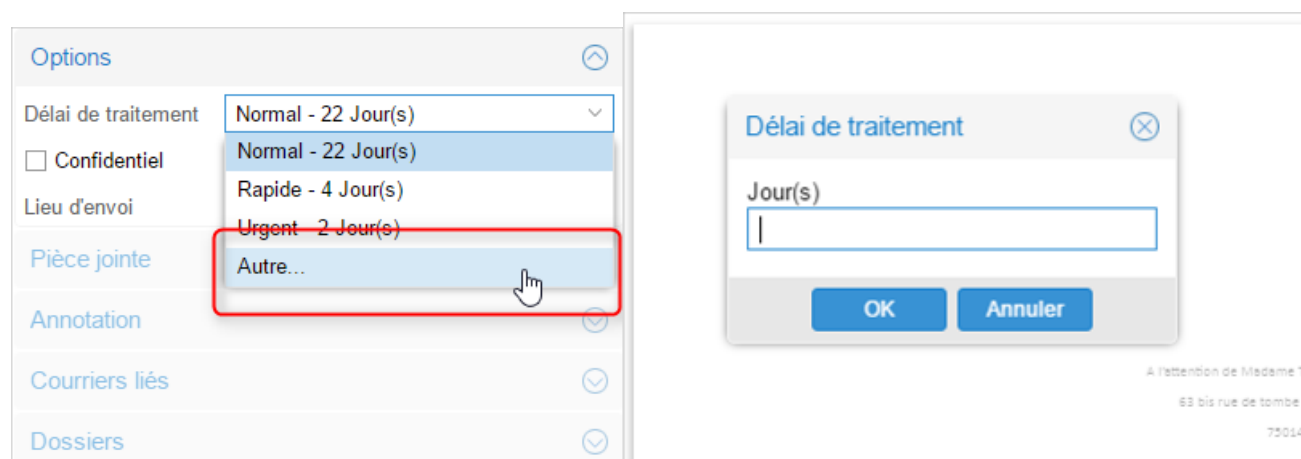 Options
Délai de traitement
Normal - 22 Jour(s)
Normal - 22 Jour(s)
Confidentiel
Rapide - 4 Jour(s)
Lieu d'envoi
Urgent - 2 Jour(s)
Pièce jointe
Autre...
Annotation
Courriers liés
Dossiers
Délai de traitement
Jour(s)
OK
Annuler
A l'attention de Madame
63 bis rue de tombe
75014